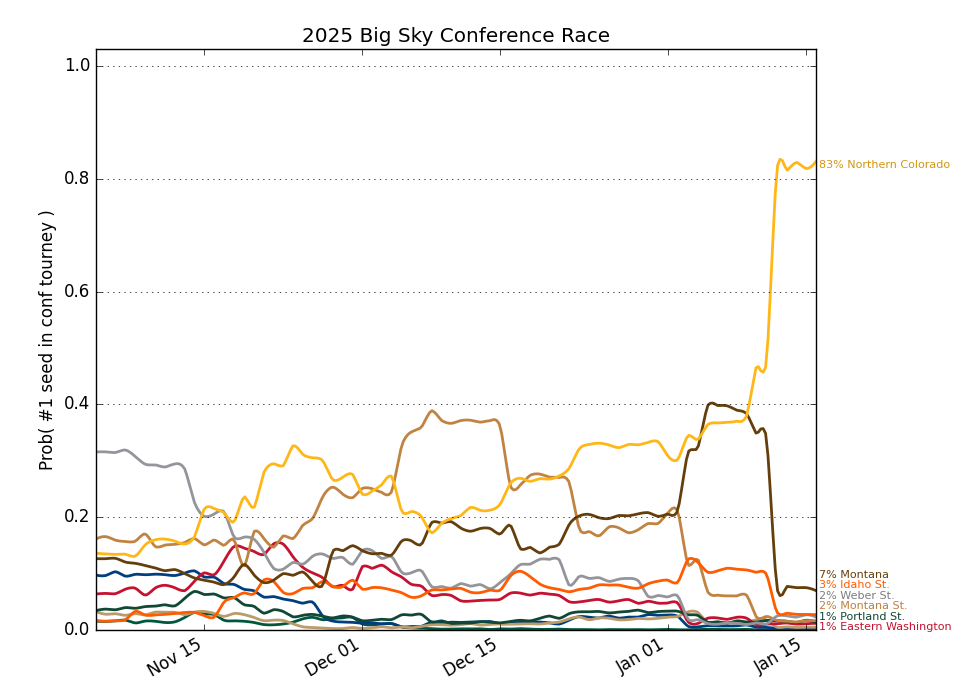 2025 Big Sky Conference Race
Prob( #1 seed in conf tourney )
1.0
0.8
0.6
0.4
0.2
0.0
Nov 15
Dec 01
Dec 15
Jan 01
Jan 15
83% Northern Colorado
7% Montana
3% Idaho St.
2% Weber St.
2% Montana St.
1% Portland St.
1% Eastern Washington